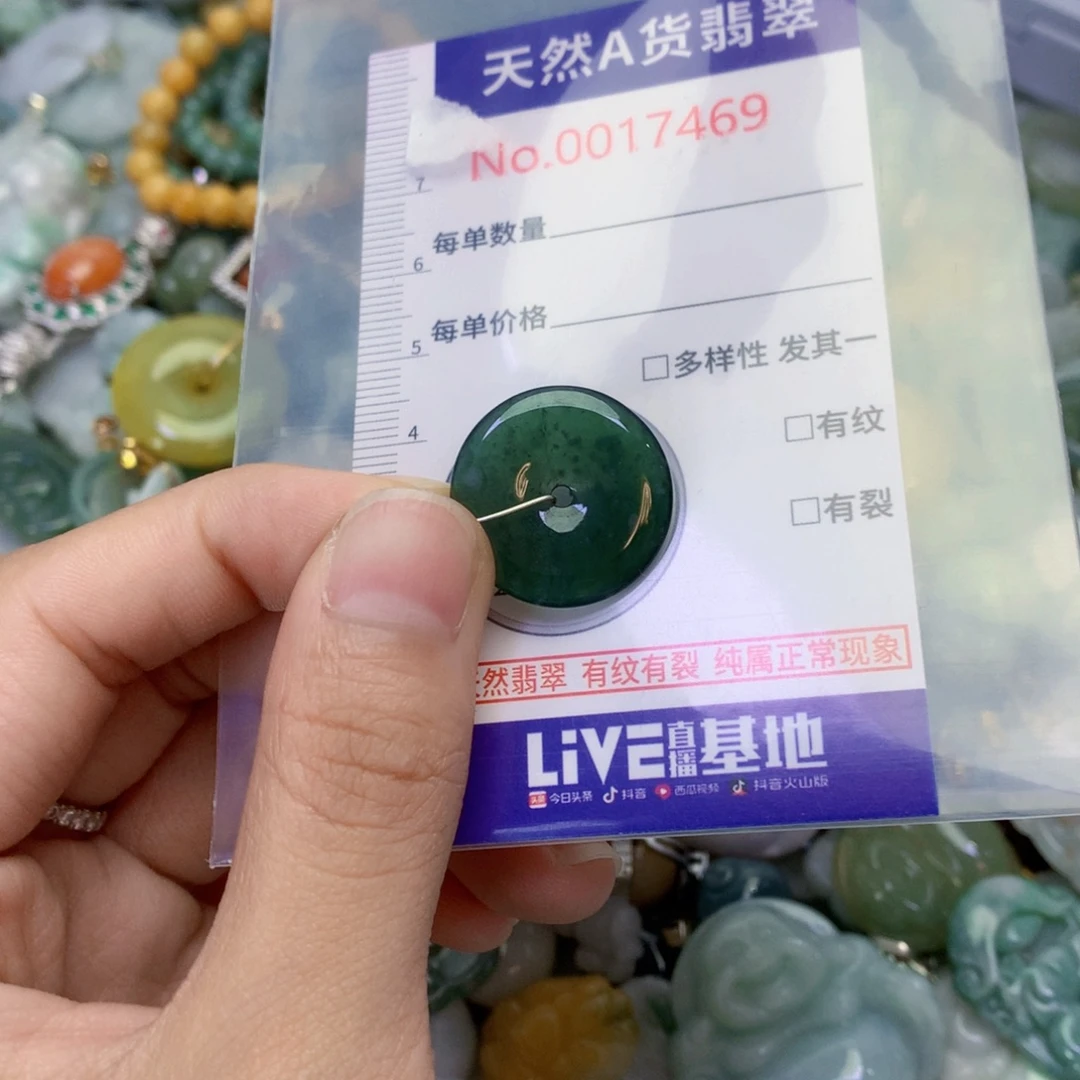 天然A货翡翠
No.0017469
7
每单数量
6
每单价格
5
多样性 发其一
4
有纹
有裂
然翡翠 有纹有裂 纯属正常现象
LiVE直播基地
头条 今日头条 抖音 西瓜视频 抖音火山版